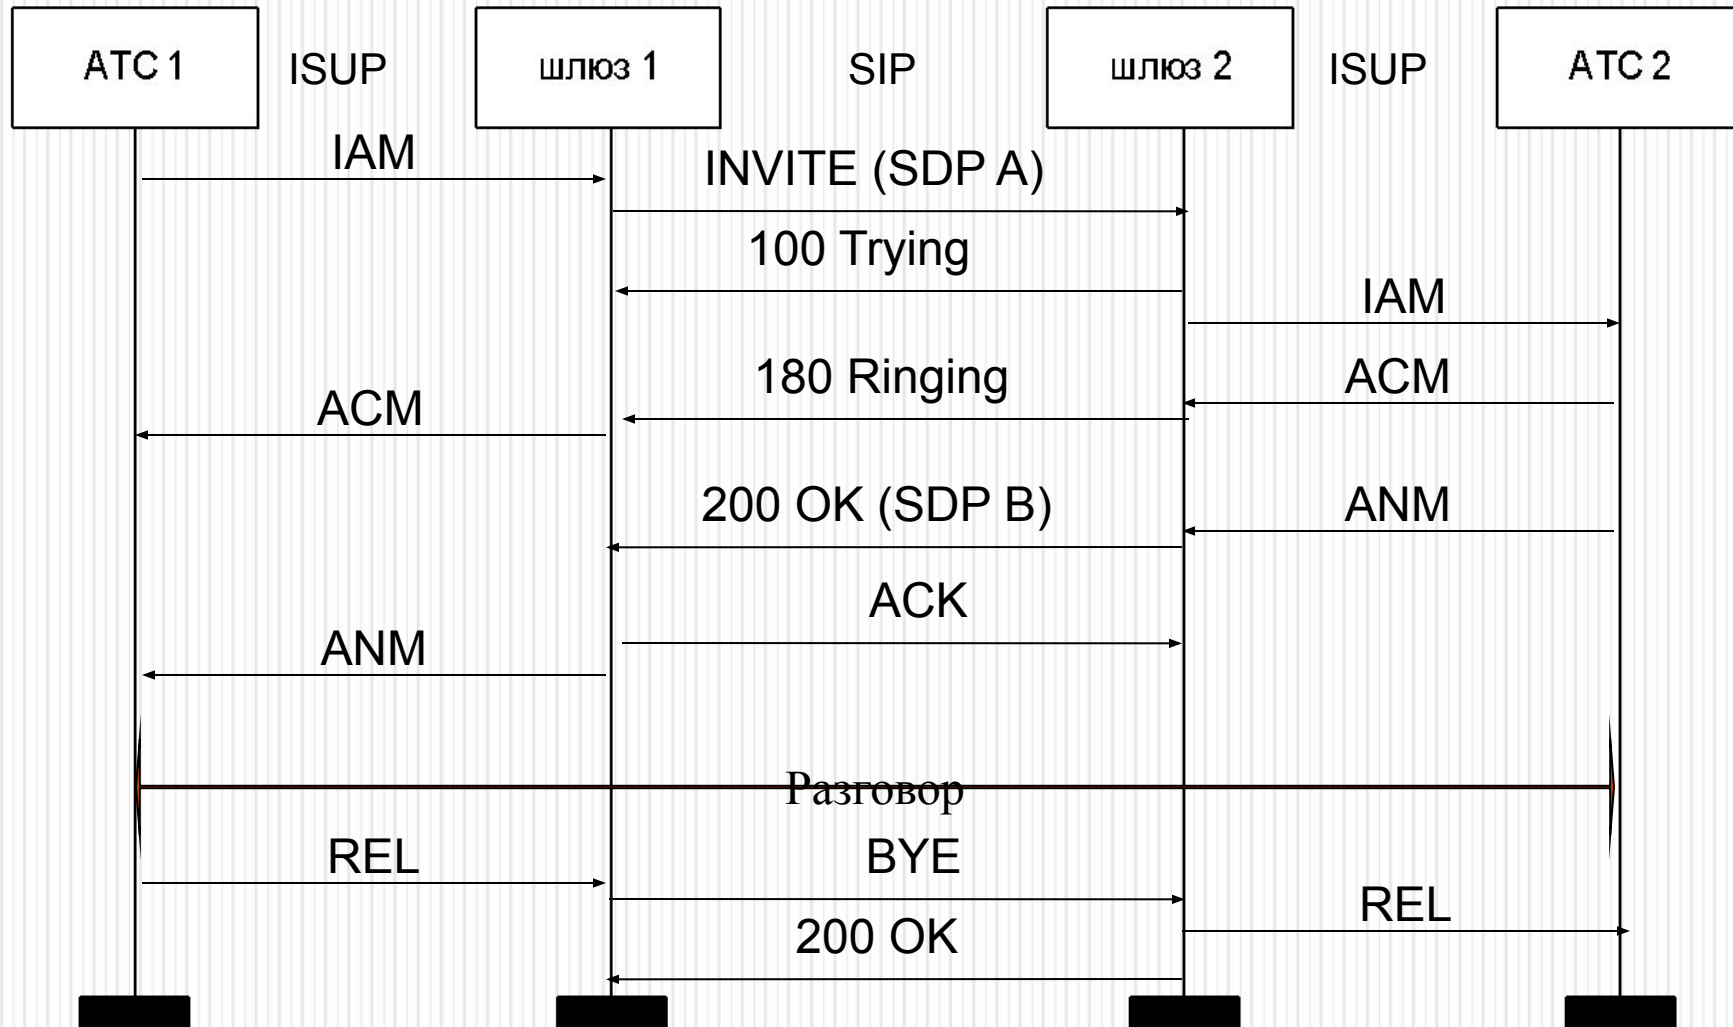 АТС 1
ISUP
шлюз 1
SIP
шлюз 2
ISUP
АТС 2
IAM
INVITE (SDP A)
100 Trying
IAM
180 Ringing
ACM
ACM
200 OK (SDP B)
ANM
ACK
ANM
Разговор
REL
BYE
REL
200 OK